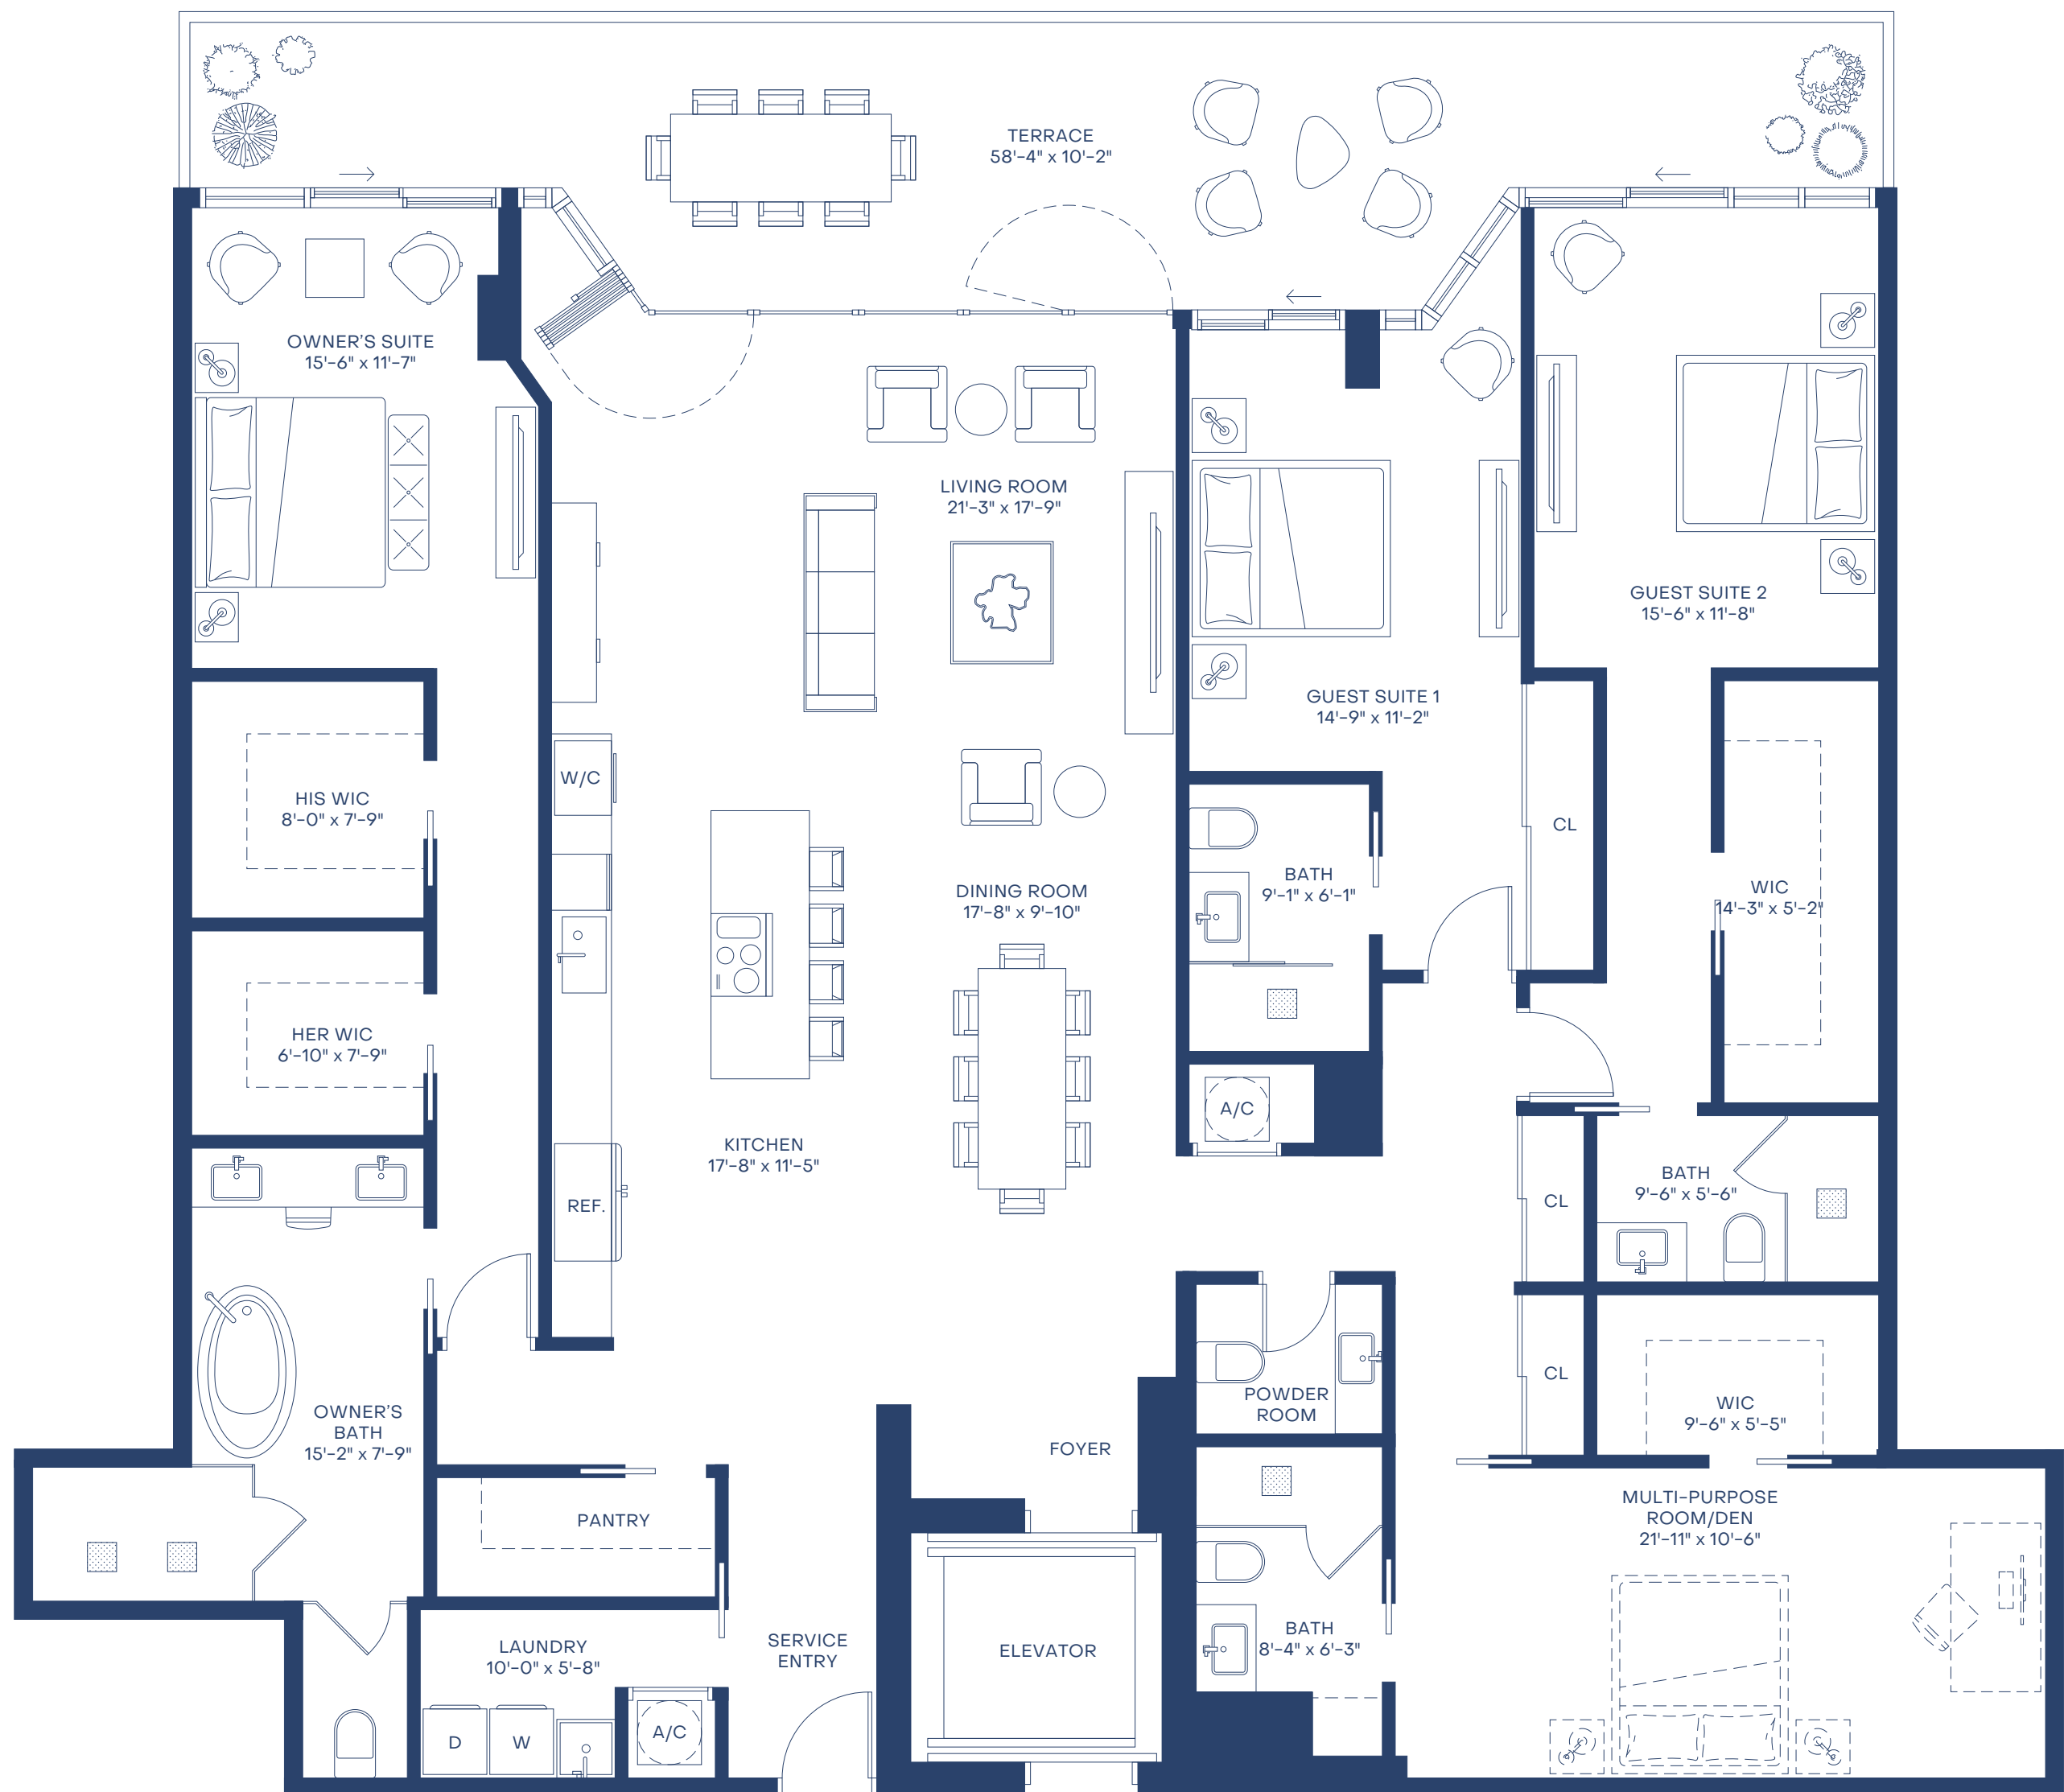 TERRACE
58'-4" x 10'-2"
OWNER'S SUITE
15'-6" x 11'-7"
LIVING ROOM
21'-3" x 17'-9"
GUEST SUITE 2
15'-6" x 11'-8"
GUEST SUITE 1
14'-9" x 11'-2"
W/C
HIS WIC
8'-0" x 7'-9"
CL
BATH
9'-1" x 6'-1"
DINING ROOM
17'-8" x 9'-10"
WIC
14'-3" x 5'-2"
HER WIC
6'-10" x 7'-9"
A/C
KITCHEN
17'-8" x 11'-5"
BATH
9'-6" x 5'-6"
REF.
CL
CL
POWDER
ROOM
WIC
9'-6" x 5'-5"
OWNER'S
BATH
15'-2" x 7'-9"
FOYER
MULTI-PURPOSE
ROOM/DEN
21'-11" x 10'-6"
PANTRY
LAUNDRY
10'-0" x 5'-8"
SERVICE
ENTRY
ELEVATOR
BATH
8'-4" x 6'-3"
D
W
A/C